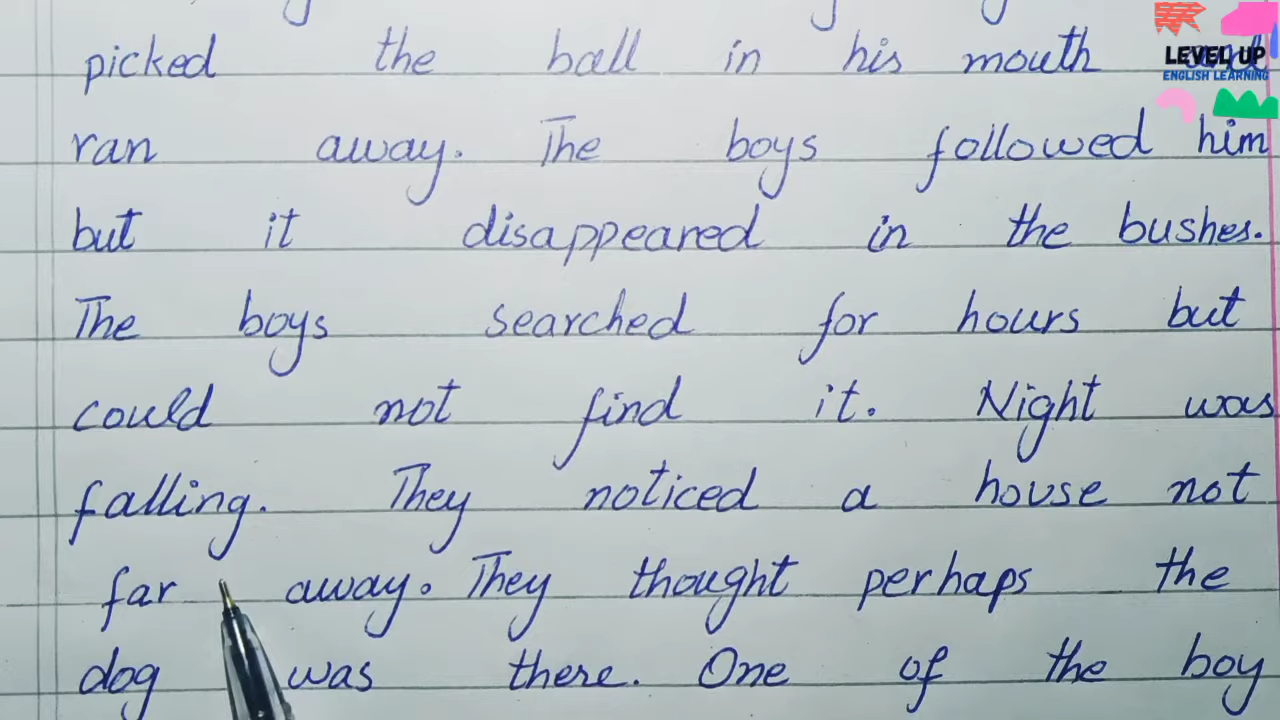 picked the ball in his mouth and
ran away. The boys followed him
but it disappeared in the bushes.
The boys searched for hours but
could not find it. Night was
falling. They noticed a house not
far away. They thought perhaps the
dog was there. One of the boy
LEVEL UP
ENGLISH LEARNING